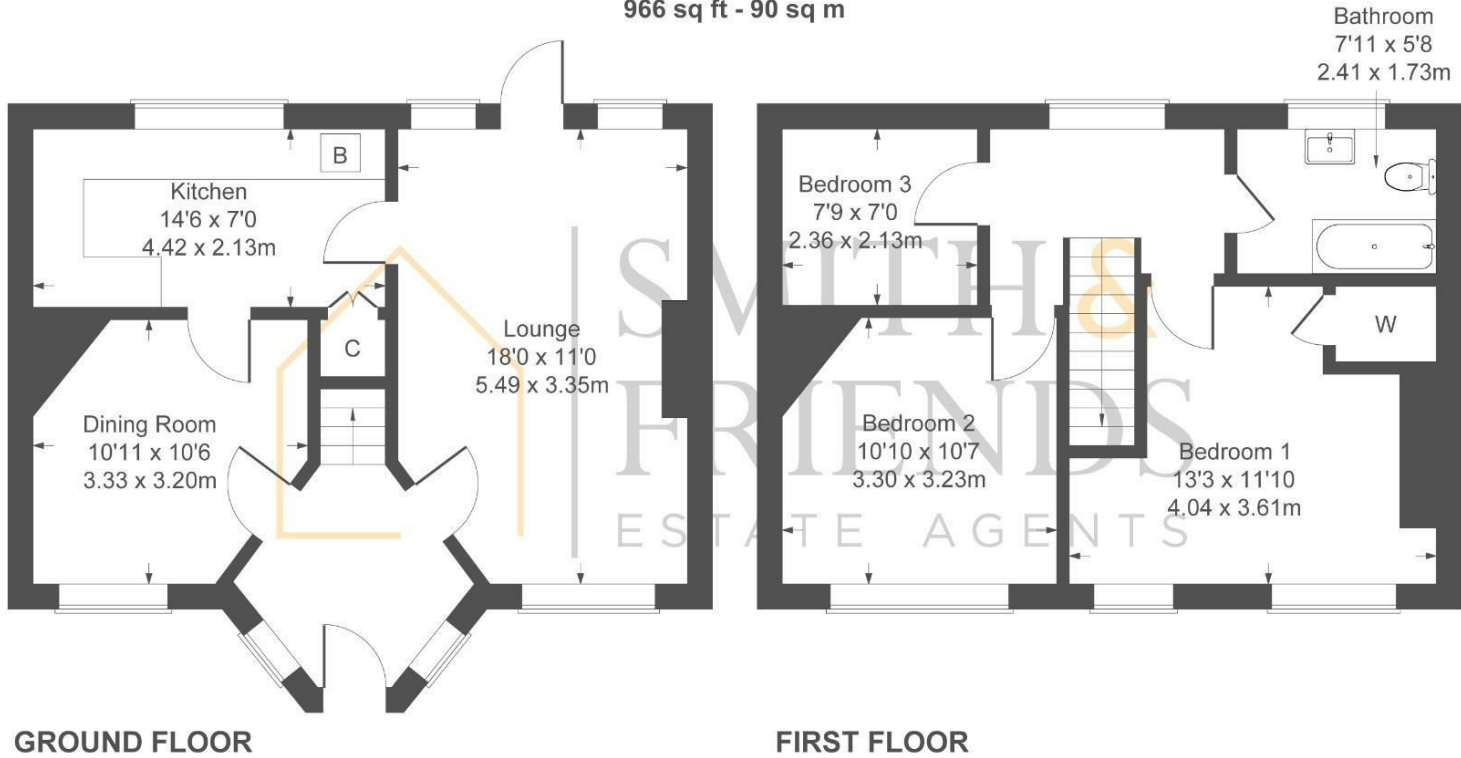 966 sq ft - 90 sq m
Bathroom
7'11 x 5'8
2.41 x 1.73m
B
Kitchen
14'6 x 7'0
4.42 x 2.13m
C
Lounge
18'0 x 11'0
5.49 x 3.35m
Dining Room
10'11 x 10'6
3.33 x 3.20m
Bedroom 3
7'9 x 7'0
2.36 x 2.13m
W
Bedroom 2
10'10 x 10'7
3.30 x 3.23m
Bedroom 1
13'3 x 11'10
4.04 x 3.61m
SMITH &
FRIENDS
ESTATE AGENTS
GROUND FLOOR
FIRST FLOOR